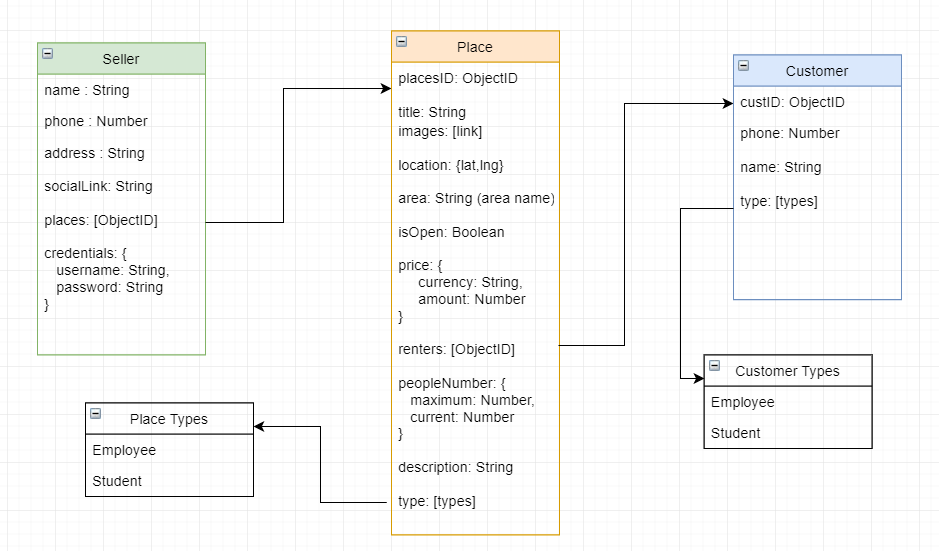 Seller
name : String
phone : Number
address : String
socialLink: String
places: [ObjectID]
credentials: {
username: String,
password: String
}
Place
placesID: ObjectID
title: String
images: [link]
location: {lat,lng}
area: String (area name)
isOpen: Boolean
price: {
currency: String,
amount: Number
}
renters: [ObjectID]
peopleNumber: {
maximum: Number,
current: Number
}
description: String
type: [types]
Customer
custID: ObjectID
phone: Number
name: String
type: [types]
Place Types
Employee
Student
Customer Types
Employee
Student